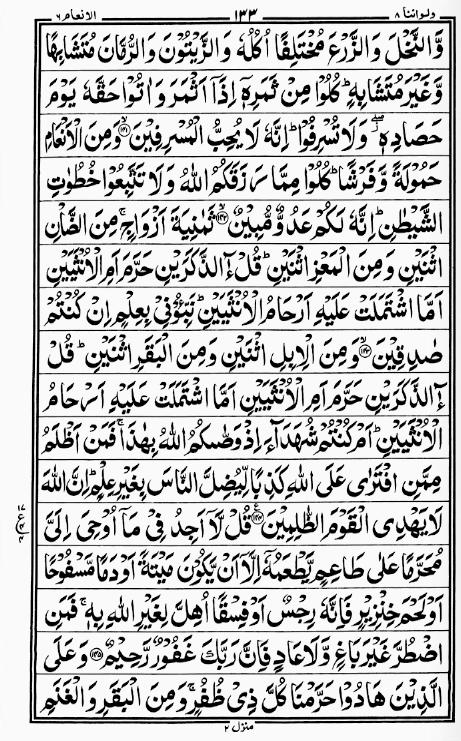 ولواننا ٨ ١٣٣ الانعام ٦
وَّالنَّخْلَ وَالزَّرْعَ مُخْتَلِفًا اُكُلُهٗ وَالزَّيْتُوْنَ وَالرُّمَّانَ مُتَشَابِهًا
وَّغَيْرَ مُتَشَابِهٍ ؕ كُلُوْا مِنْ ثَمَرِهٖۤ اِذَاۤ اَثْمَرَ وَاٰتُوْا حَقَّهٗ يَوْمَ
حَصَادِهٖ ۖؗ وَلَا تُسْرِفُوْا ؕ اِنَّهٗ لَا يُحِبُّ الْمُسْرِفِيْنَ ۙ﴿۱۴۱﴾ وَمِنَ الْاَنْعَامِ
حَمُوْلَةً وَّفَرْشًا ؕ كُلُوْا مِمَّا رَزَقَكُمُ اللّٰهُ وَلَا تَتَّبِعُوْا خُطُوٰتِ
الشَّيْطٰنِ ؕ اِنَّهٗ لَكُمْ عَدُوٌّ مُّبِيْنٌ ۙ﴿۱۴۲﴾ ثَمٰنِيَةَ اَزْوَاجٍ ۚ مِنَ الضَّاْنِ
اثْنَيْنِ وَمِنَ الْمَعْزِ اثْنَيْنِ ؕ قُلْ ءٰٓالذَّكَرَيْنِ حَرَّمَ اَمِ الْاُنْثَيَيْنِ
اَمَّا اشْتَمَلَتْ عَلَيْهِ اَرْحَامُ الْاُنْثَيَيْنِ ؕ نَبِّـُٔوْنِيْ بِعِلْمٍ اِنْ كُنْتُمْ
صٰدِقِيْنَ ۙ﴿۱۴۳﴾ وَمِنَ الْاِبِلِ اثْنَيْنِ وَمِنَ الْبَقَرِ اثْنَيْنِ ؕ قُلْ
ءٰٓالذَّكَرَيْنِ حَرَّمَ اَمِ الْاُنْثَيَيْنِ اَمَّا اشْتَمَلَتْ عَلَيْهِ اَرْحَامُ
الْاُنْثَيَيْنِ ؕ اَمْ كُنْتُمْ شُهَدَآءَ اِذْ وَصّٰىكُمُ اللّٰهُ بِهٰذَا ۚ فَمَنْ اَظْلَمُ
مِمَّنِ افْتَرٰى عَلَى اللّٰهِ كَذِبًا لِّيُضِلَّ النَّاسَ بِغَيْرِ عِلْمٍ ؕ اِنَّ اللّٰهَ
لَا يَهْدِى الْقَوْمَ الظّٰلِمِيْنَ ﴿۱۴۴﴾ قُلْ لَّاۤ اَجِدُ فِيْ مَاۤ اُوْحِيَ اِلَيَّ
مُحَرَّمًا عَلٰى طَاعِمٍ يَّطْعَمُهٗۤ اِلَّاۤ اَنْ يَّكُوْنَ مَيْتَةً اَوْ دَمًا مَّسْفُوْحًا
اَوْ لَحْمَ خِنْزِيْرٍ فَاِنَّهٗ رِجْسٌ اَوْ فِسْقًا اُهِلَّ لِغَيْرِ اللّٰهِ بِهٖ ۚ فَمَنِ
اضْطُرَّ غَيْرَ بَاغٍ وَّلَا عَادٍ فَاِنَّ رَبَّكَ غَفُوْرٌ رَّحِيْمٌ ﴿۱۴۵﴾ وَعَلَى
الَّذِيْنَ هَادُوْا حَرَّمْنَا كُلَّ ذِيْ ظُفُرٍ ۚ وَمِنَ الْبَقَرِ وَالْغَنَمِ
منزل ٢